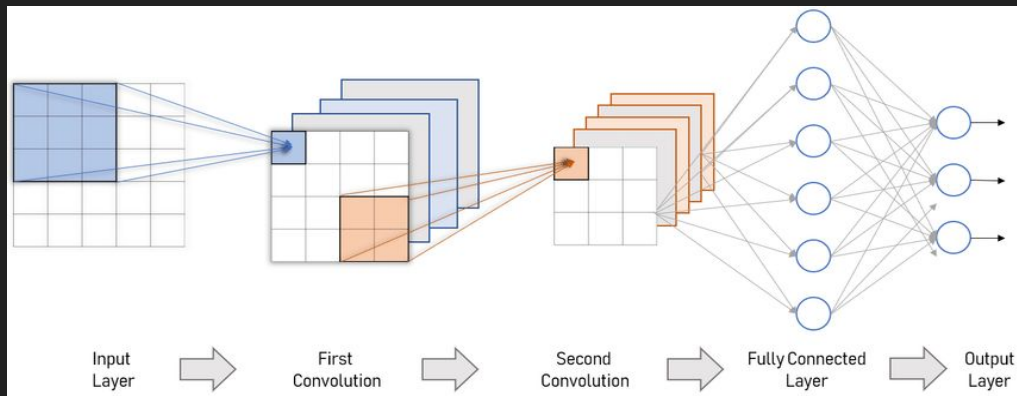 Input
Layer
First
Convolution
Second
Convolution
Fully Connected
Layer
Output
Layer